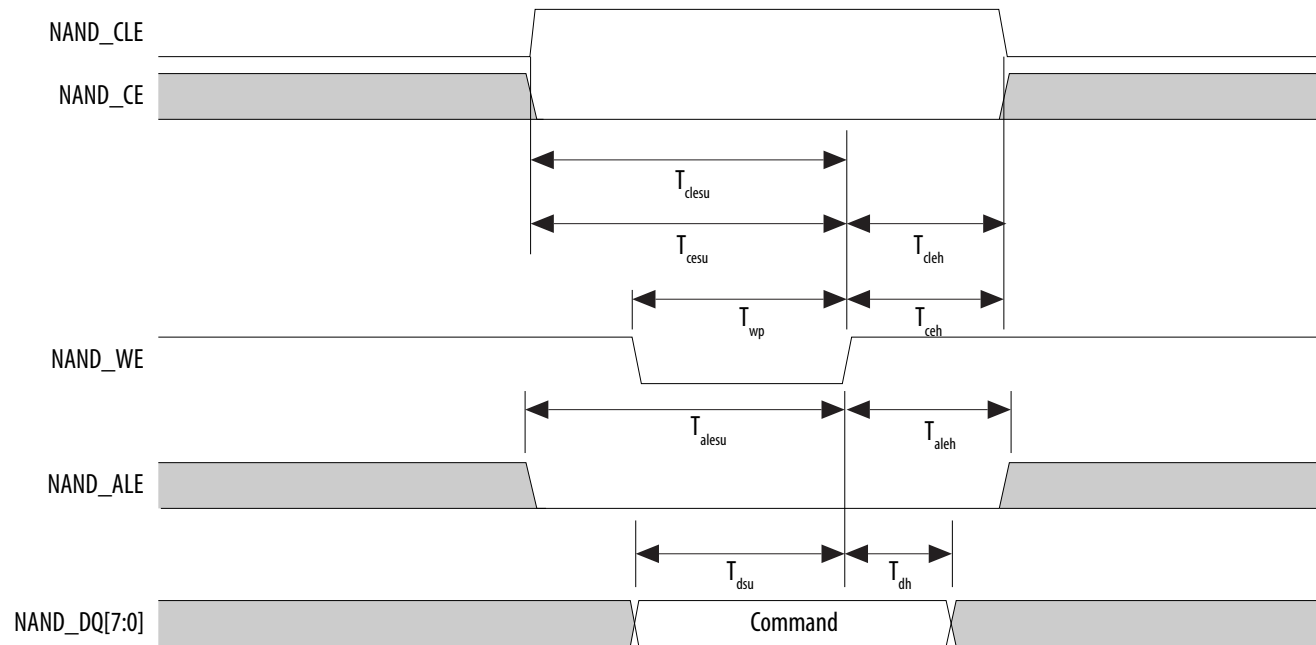 NAND_CLE
NAND_CE
T_clesu
T_cesu T_cleh
T_wp T_ceh
NAND_WE
T_alesu T_aleh
NAND_ALE
T_dsu T_dh
NAND_DQ[7:0] Command